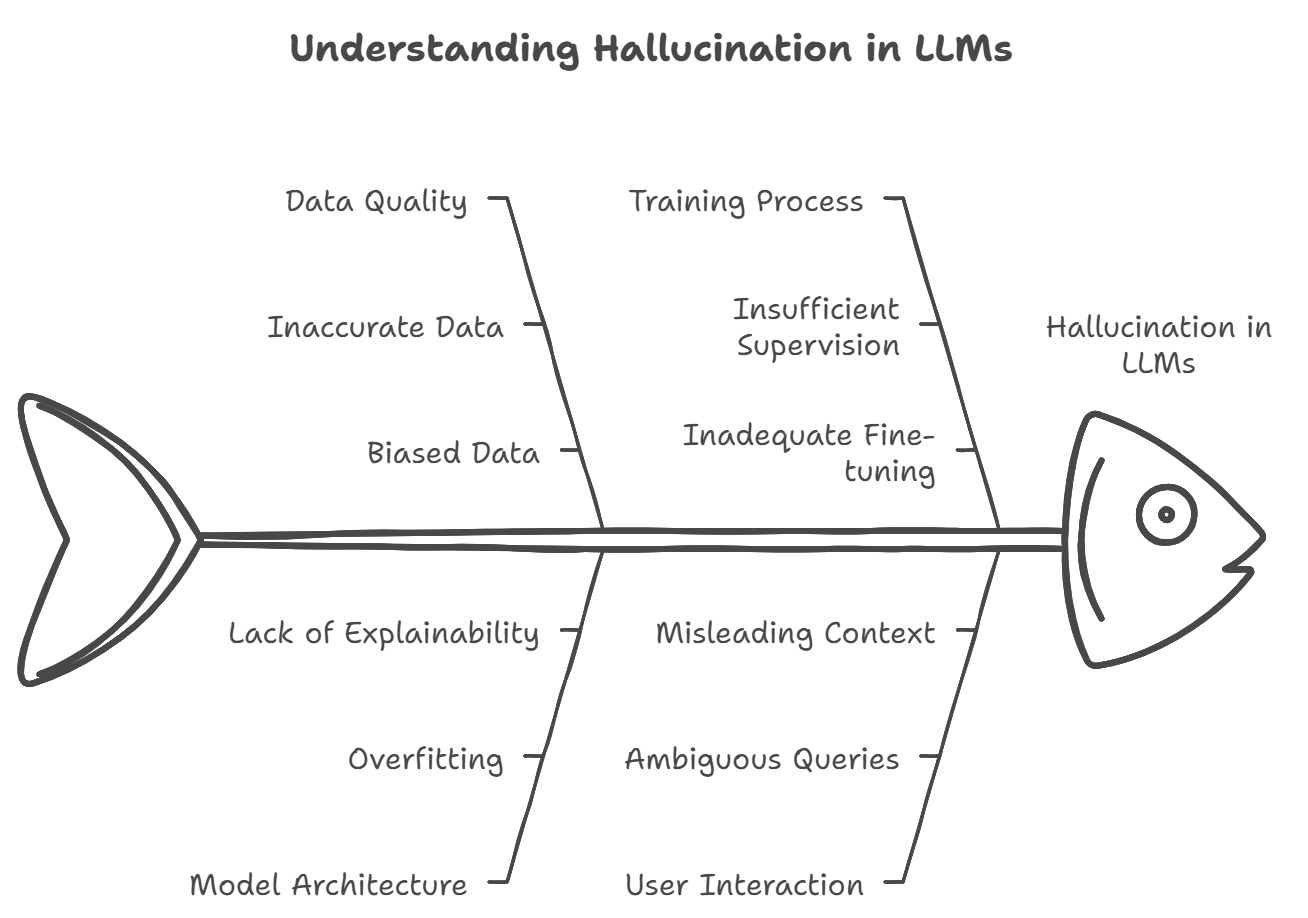 Understanding Hallucination in LLMs
Data Quality
Training Process
Inaccurate Data
Insufficient
Supervision
Hallucination in
LLMs
Biased Data
Inadequate Fine-
tuning
Lack of Explainability
Misleading Context
Overfitting
Ambiguous Queries
Model Architecture
User Interaction